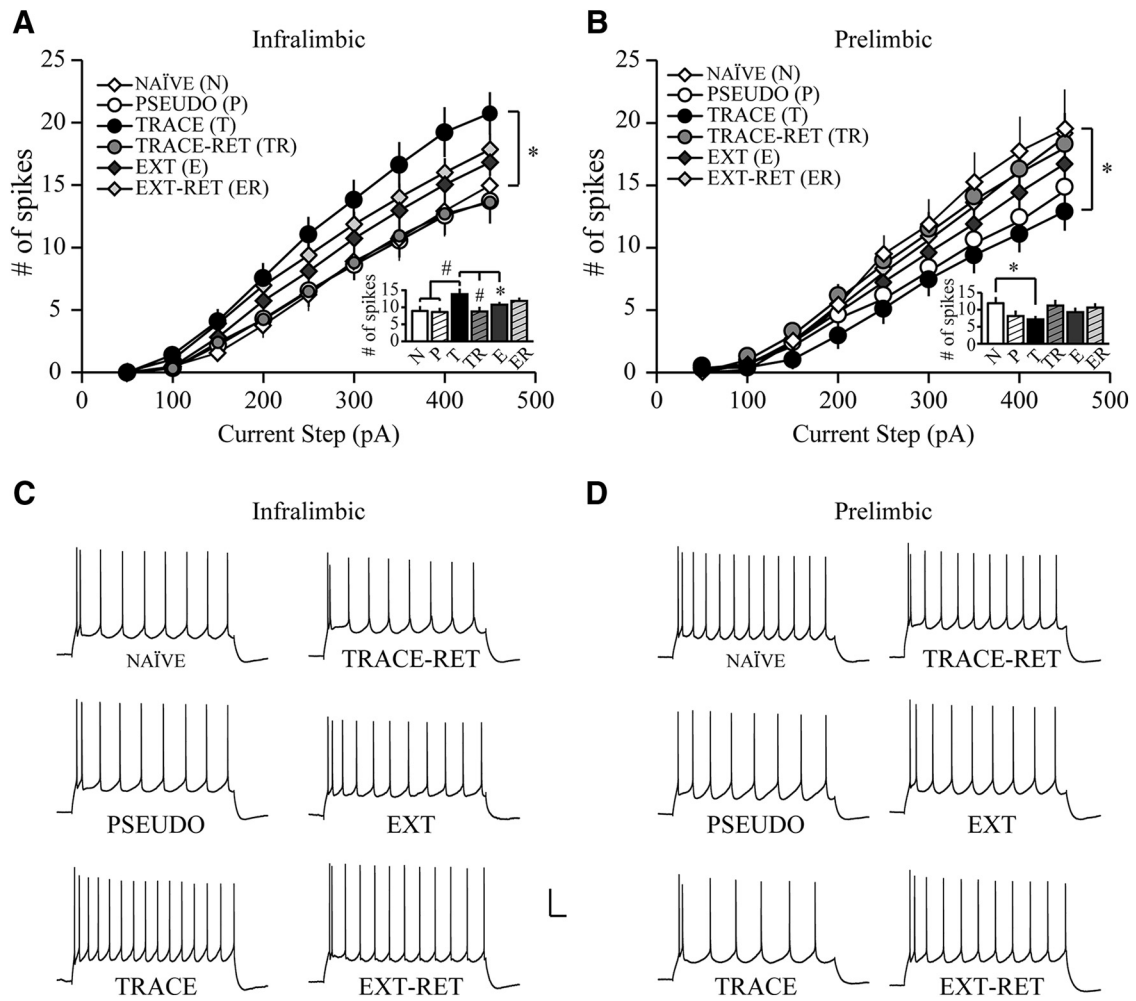 A
Infralimbic
25
20
15
10
5
0
# of spikes
NAÏVE (N)
PSEUDO (P)
TRACE (T)
TRACE-RET (TR)
EXT (E)
EXT-RET (ER)
*
# of spikes
15
10
5
0
#
#
*
N P T TR E ER
0 100 200 300 400 500
Current Step (pA)
B
Prelimbic
25
20
15
10
5
0
# of spikes
NAÏVE (N)
PSEUDO (P)
TRACE (T)
TRACE-RET (TR)
EXT (E)
EXT-RET (ER)
*
# of spikes
15
10
5
0
*
N P T TR E ER
0 100 200 300 400 500
Current Step (pA)
C
Infralimbic
NAÏVE
TRACE-RET
PSEUDO
EXT
TRACE
EXT-RET
D
Prelimbic
NAÏVE
TRACE-RET
PSEUDO
EXT
TRACE
EXT-RET